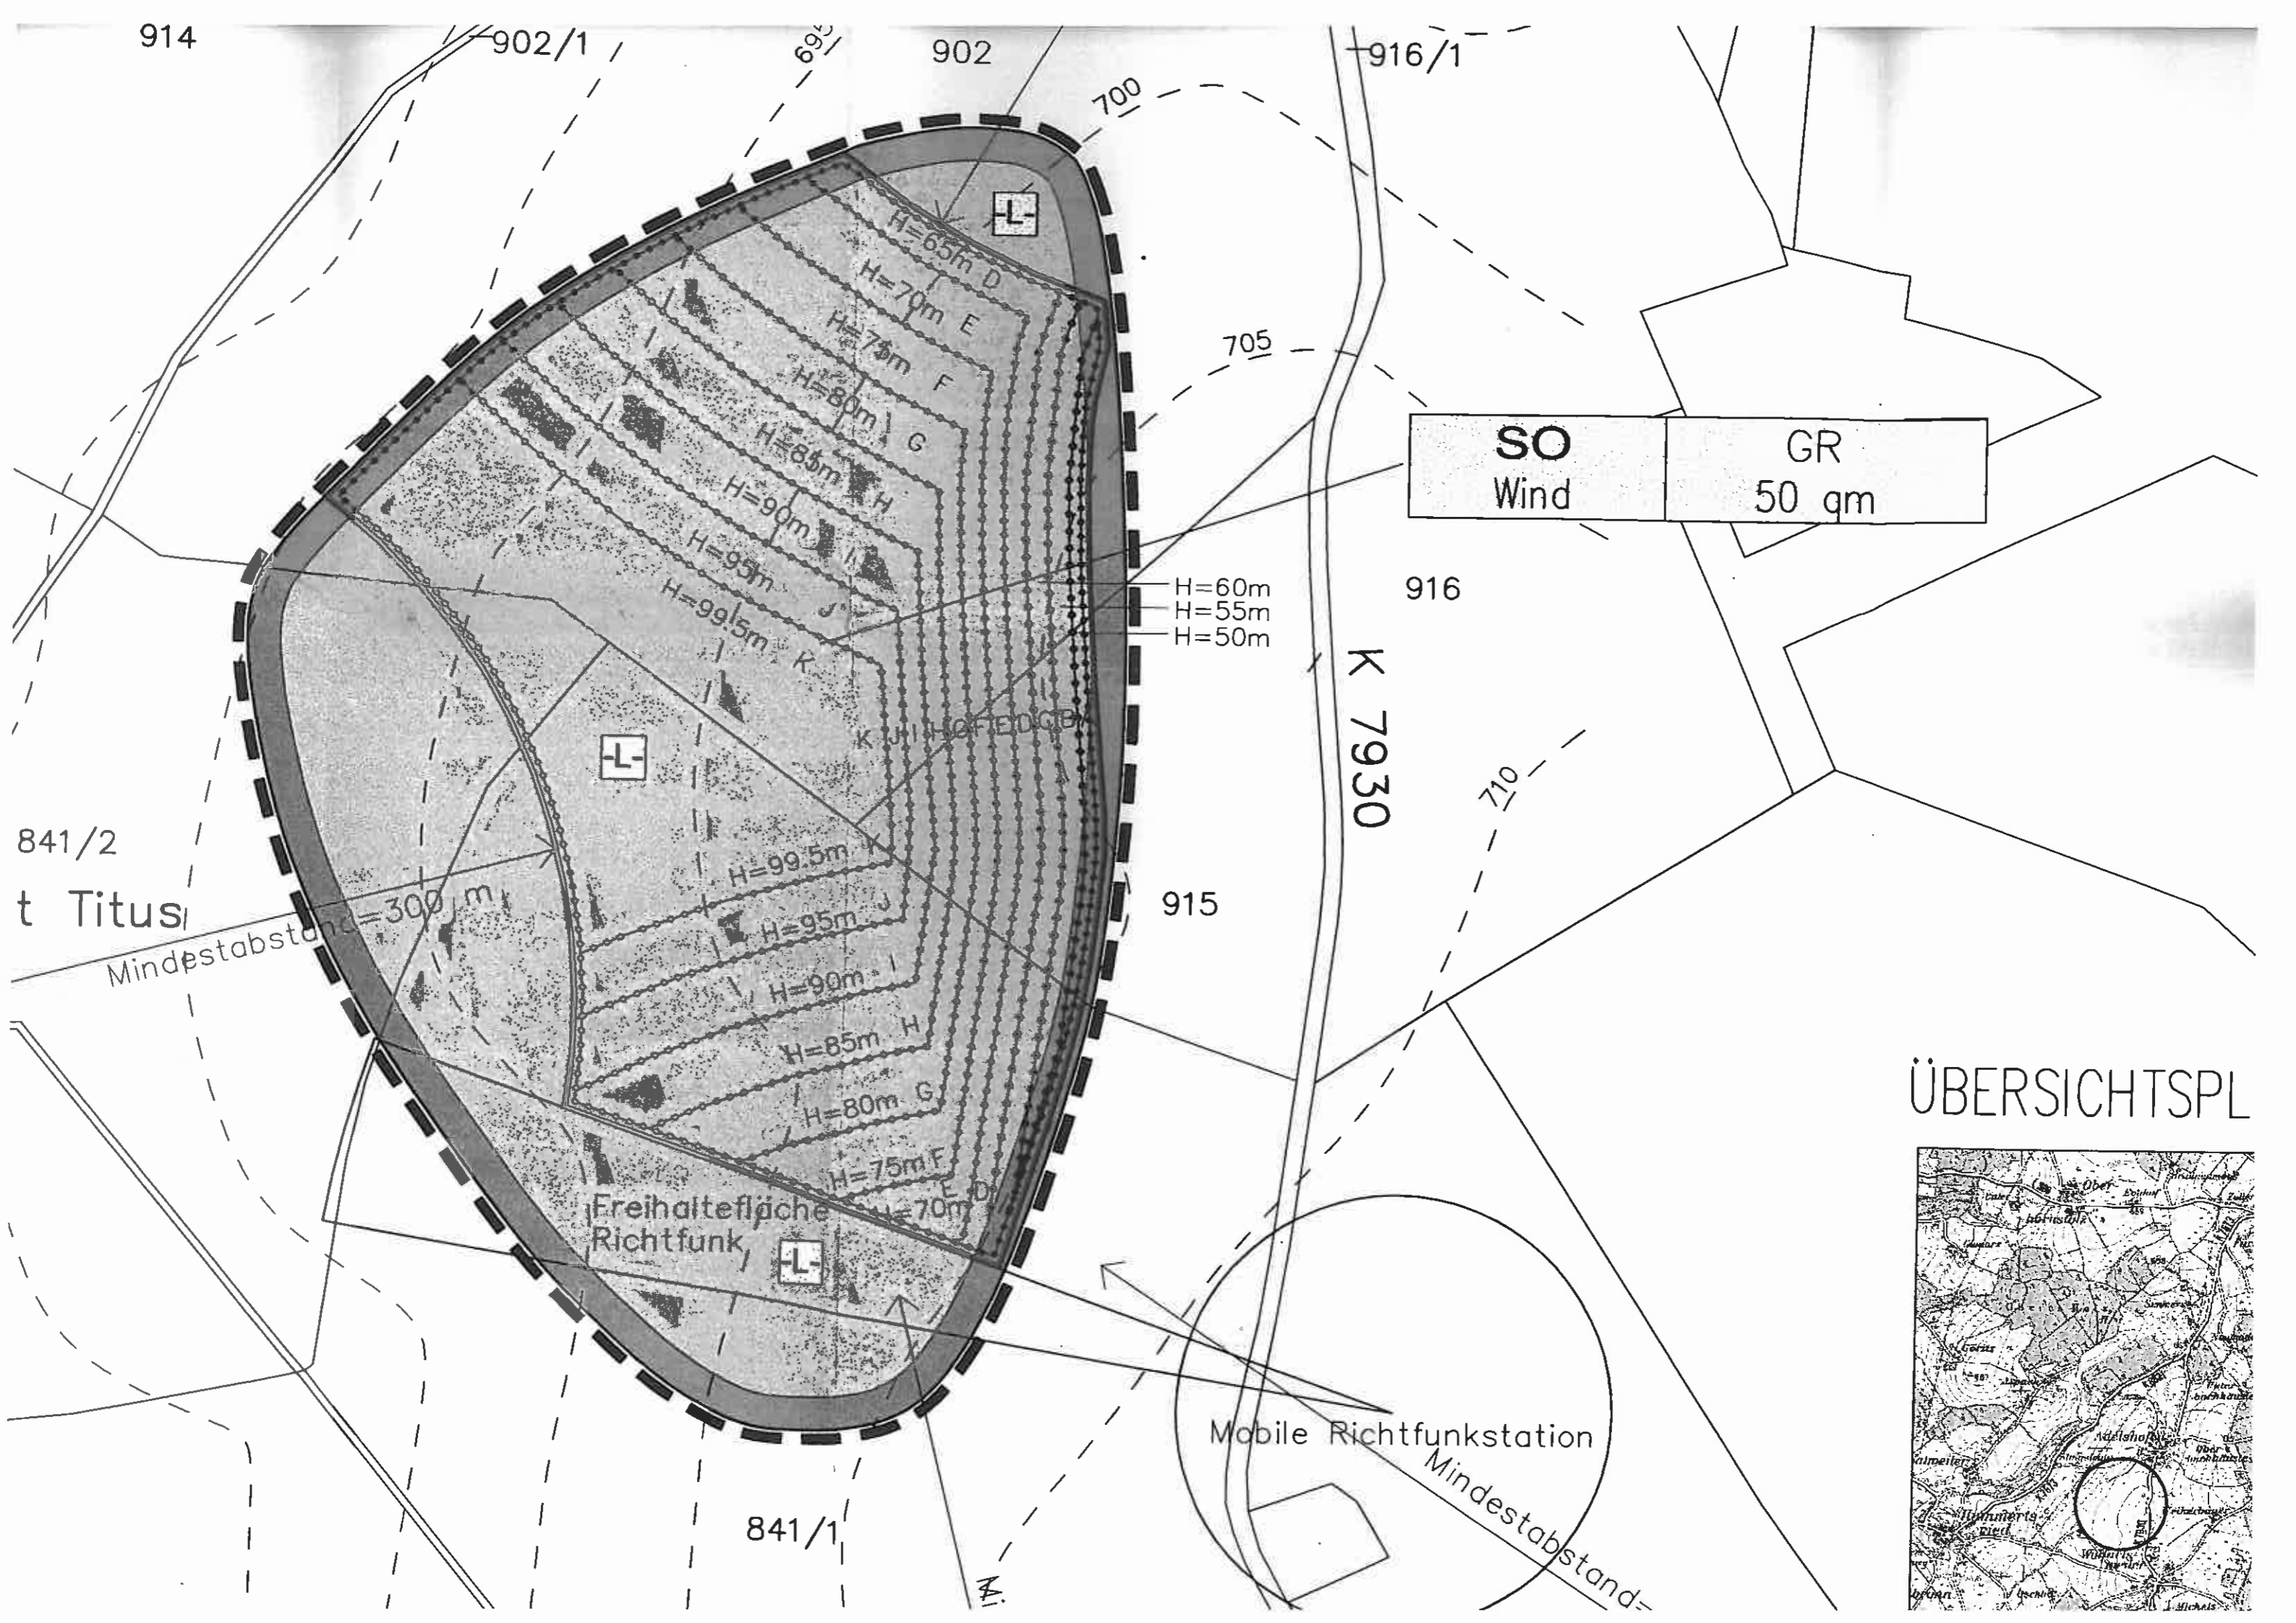 914
902/1
695
902
700
916/1
-L-
H=65m D
H=70m E
H=75m F
H=80m G
H=85m H
H=90m I
H=95m J
H=99.5m K
705
SO
Wind
GR
50 qm
H=60m
H=55m
H=50m
916
K 7930
K J I H G F E D C B
-L-
710
841/2
t Titus
Mindestabstand=300 m
915
H=99.5m K
H=95m J
H=90m I
H=85m H
H=80m G
H=75m F
H=70m E D
Freihaltefläche
Richtfunk
-L-
ÜBERSICHTSPL
Mobile Richtfunkstation
Mindestabstand=
841/1
Mi